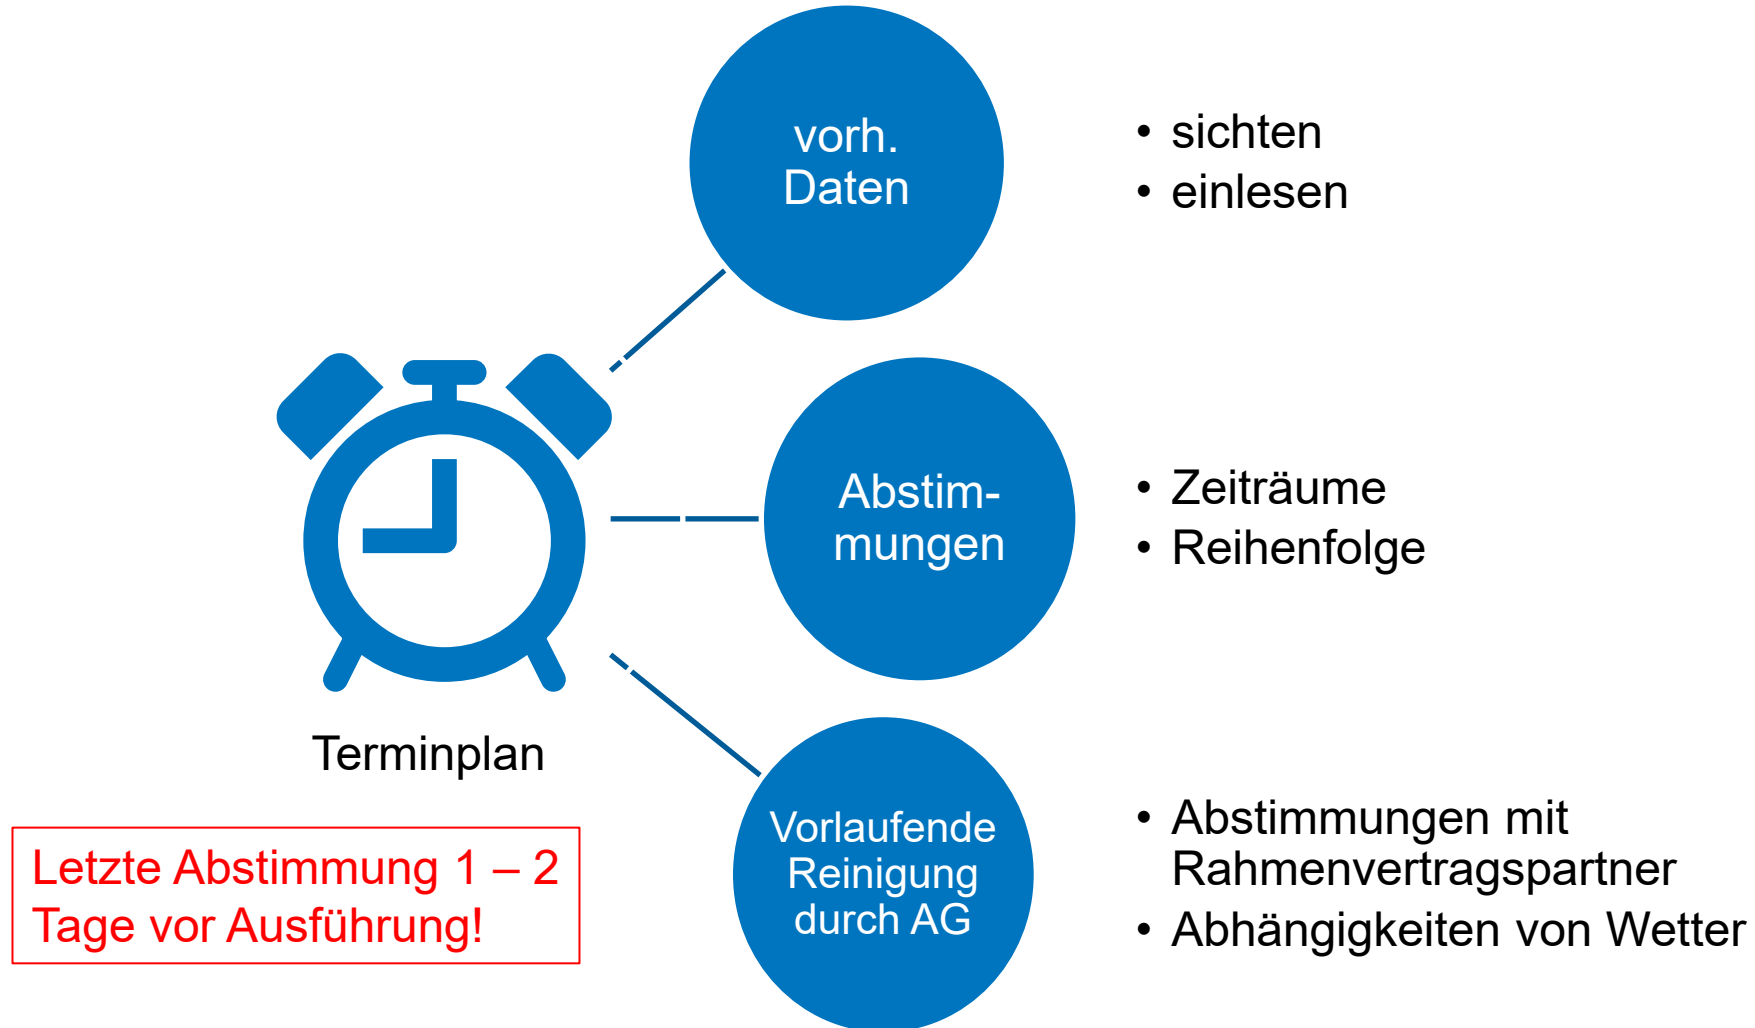 vorh.
Daten
• sichten
• einlesen
Abstim-
mungen
• Zeiträume
• Reihenfolge
Terminplan
Letzte Abstimmung 1 – 2
Tage vor Ausführung!
Vorlaufende
Reinigung
durch AG
• Abstimmungen mit
Rahmenvertragspartner
• Abhängigkeiten von Wetter